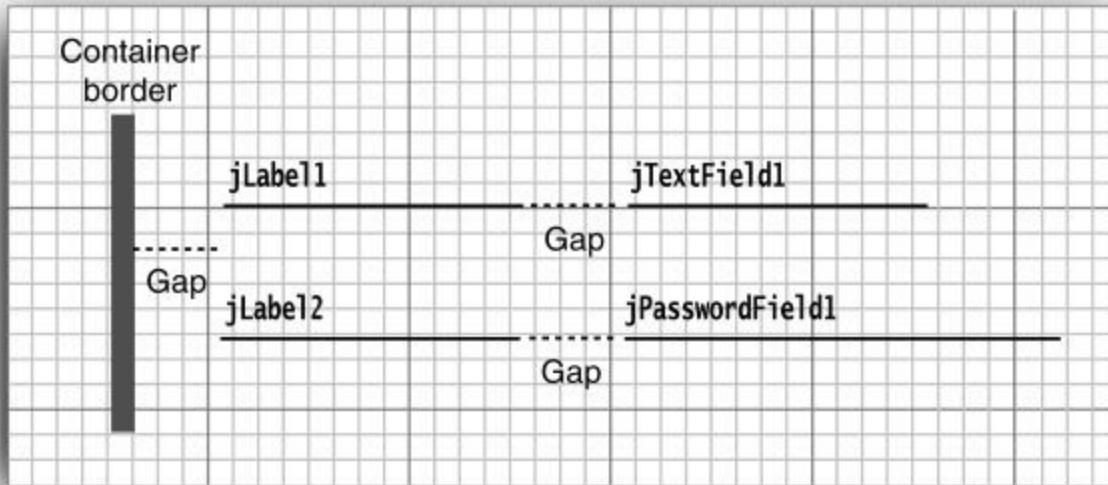 Container
border
jLabel1
jTextField1
Gap
Gap
jLabel2
jPasswordField1
Gap